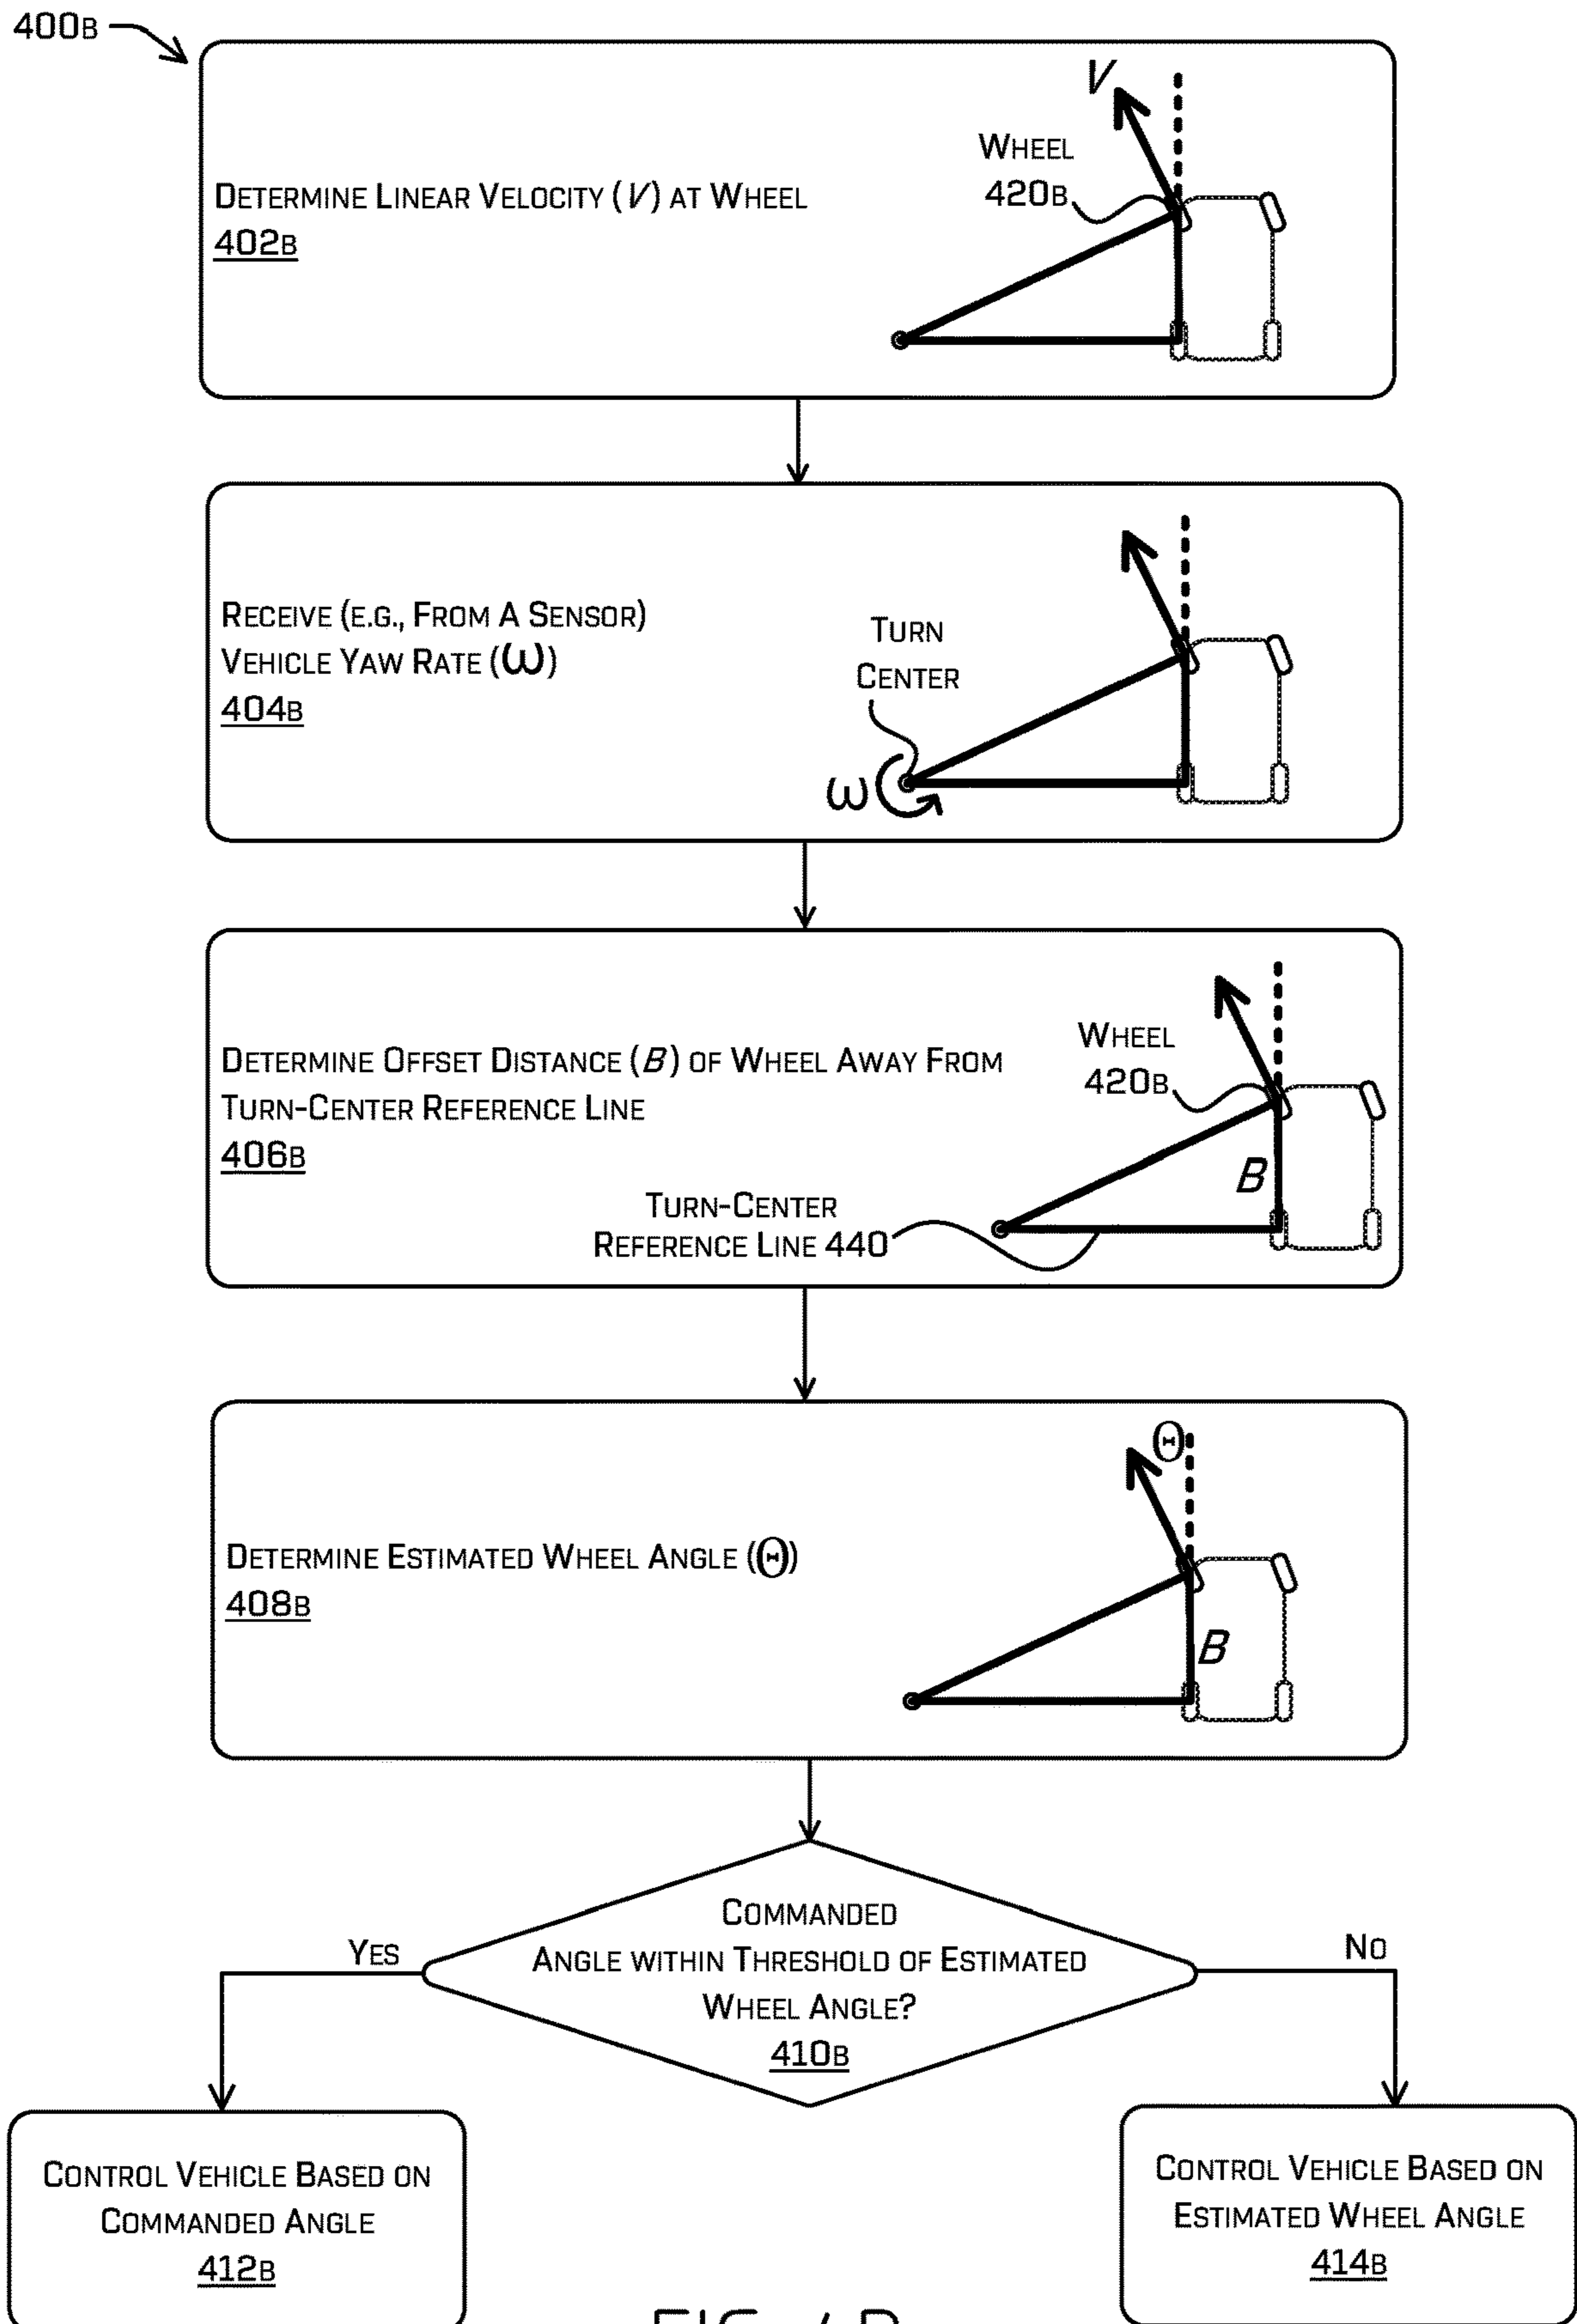 400B
V
WHEEL
420B
DETERMINE LINEAR VELOCITY (V) AT WHEEL
402B
RECEIVE (E.G., FROM A SENSOR)
VEHICLE YAW RATE (ω)
404B
TURN
CENTER
ω
WHEEL
420B
DETERMINE OFFSET DISTANCE (B) OF WHEEL AWAY FROM
TURN-CENTER REFERENCE LINE
406B
B
TURN-CENTER
REFERENCE LINE 440
Θ
DETERMINE ESTIMATED WHEEL ANGLE (Θ)
408B
B
COMMANDED
ANGLE WITHIN THRESHOLD OF ESTIMATED
WHEEL ANGLE?
410B
YES
NO
CONTROL VEHICLE BASED ON
COMMANDED ANGLE
412B
CONTROL VEHICLE BASED ON
ESTIMATED WHEEL ANGLE
414B